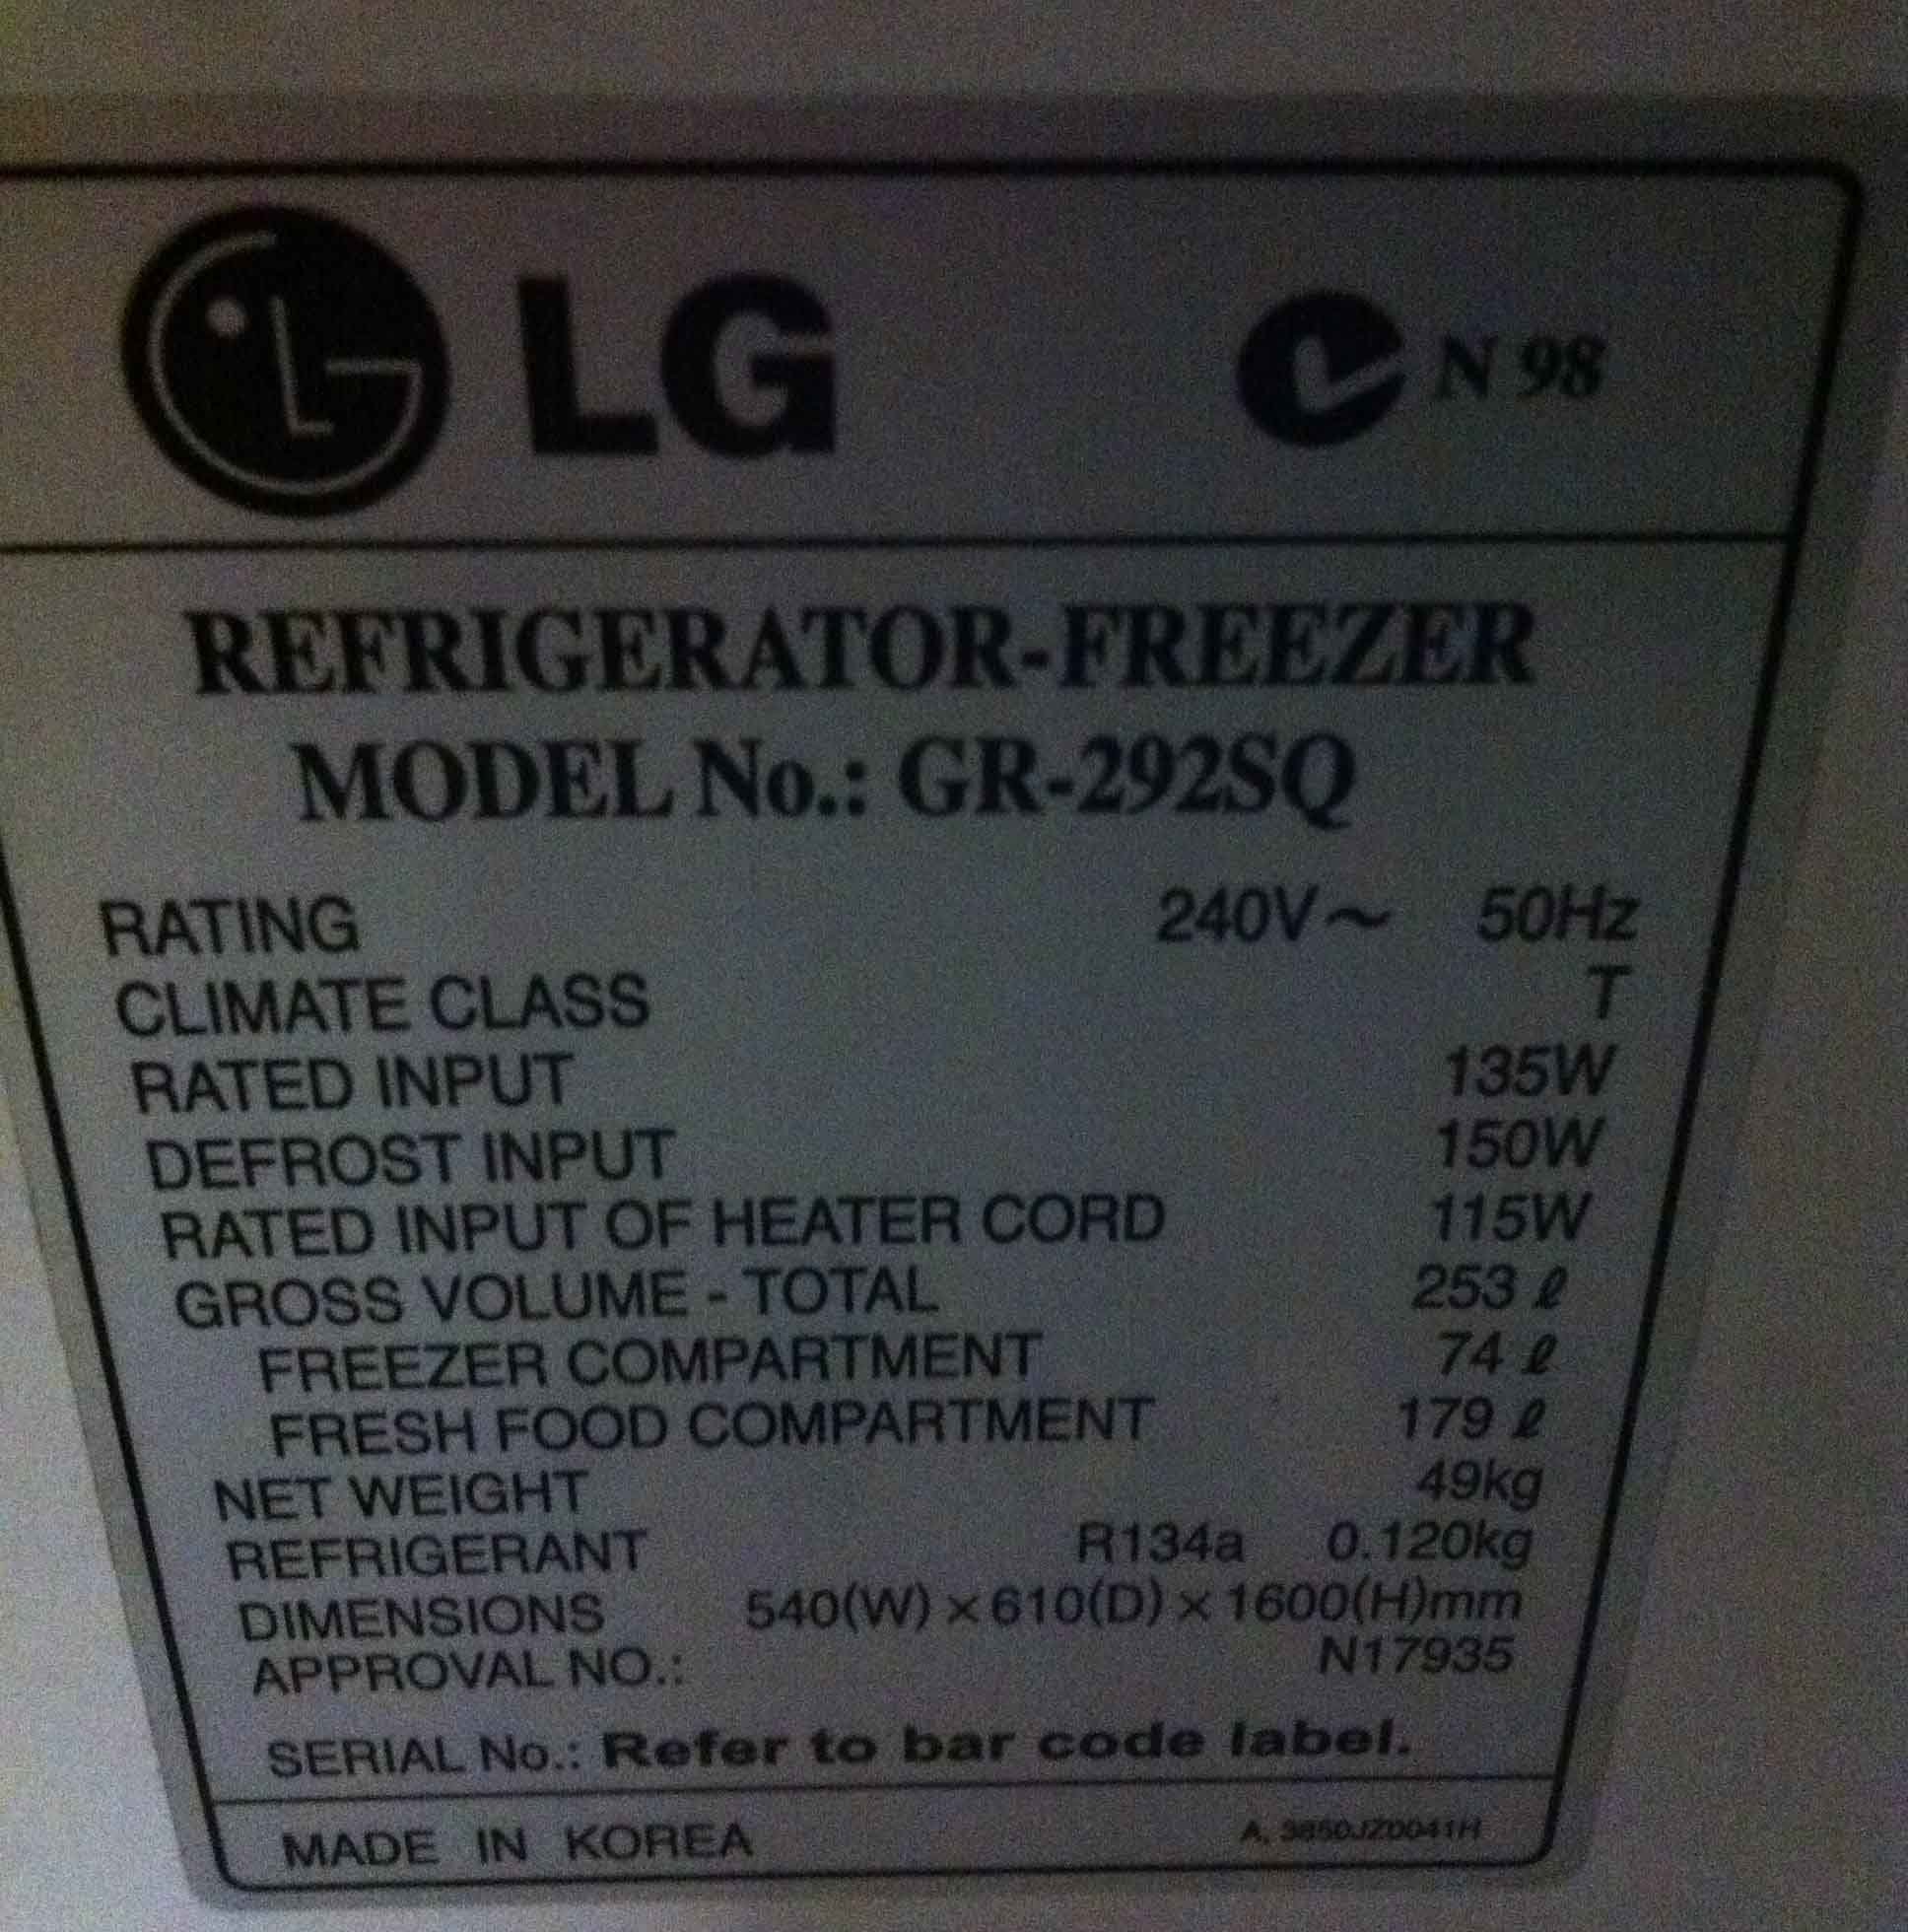 LG N 98
REFRIGERATOR-FREEZER
MODEL No.: GR-292SQ
RATING 240V~ 50Hz
CLIMATE CLASS T
RATED INPUT 135W
DEFROST INPUT 150W
RATED INPUT OF HEATER CORD 115W
GROSS VOLUME - TOTAL 253 ℓ
FREEZER COMPARTMENT 74 ℓ
FRESH FOOD COMPARTMENT 179 ℓ
NET WEIGHT 49kg
REFRIGERANT R134a 0.120kg
DIMENSIONS 540(W)×610(D)×1600(H)mm
APPROVAL NO.: N17935
SERIAL No.: Refer to bar code label.
MADE IN KOREA A, 3850JZ0041H